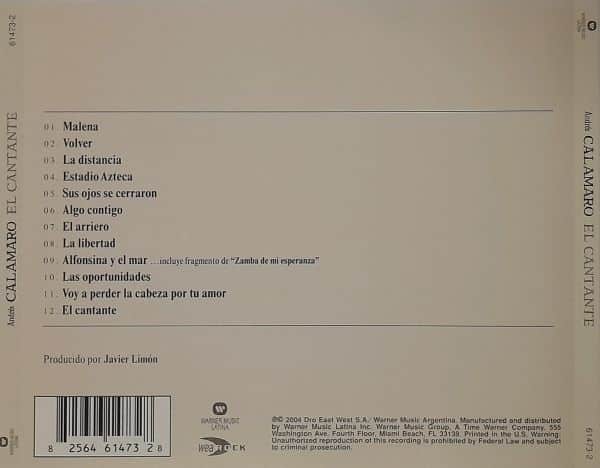 61473-2
Andrés CALAMARO EL CANTANTE
01. Malena
02. Volver
03. La distancia
04. Estadio Azteca
05. Sus ojos se cerraron
06. Algo contigo
07. El arriero
08. La libertad
09. Alfonsina y el mar ...incluye fragmento de "Zamba de mi esperanza"
10. Las oportunidades
11. Voy a perder la cabeza por tu amor
12. El cantante
Producido por Javier Limón
8 25664 61473 2 8
WARNER MUSIC
LATINA
wea ROCK
℗© 2004 Dro East West S.A./ Warner Music Argentina. Manufactured and distributed
by Warner Music Latina Inc. Warner Music Group, A Time Warner Company, 555
Washington Ave. Fourth Floor, Miami Beach, FL 33139. Printed in the U.S. Warning:
Unauthorized reproduction of this recording is prohibited by Federal Law and subject
to criminal prosecution.
WARNER MUSIC
LATINA
Andrés CALAMARO EL CANTANTE
61473-2